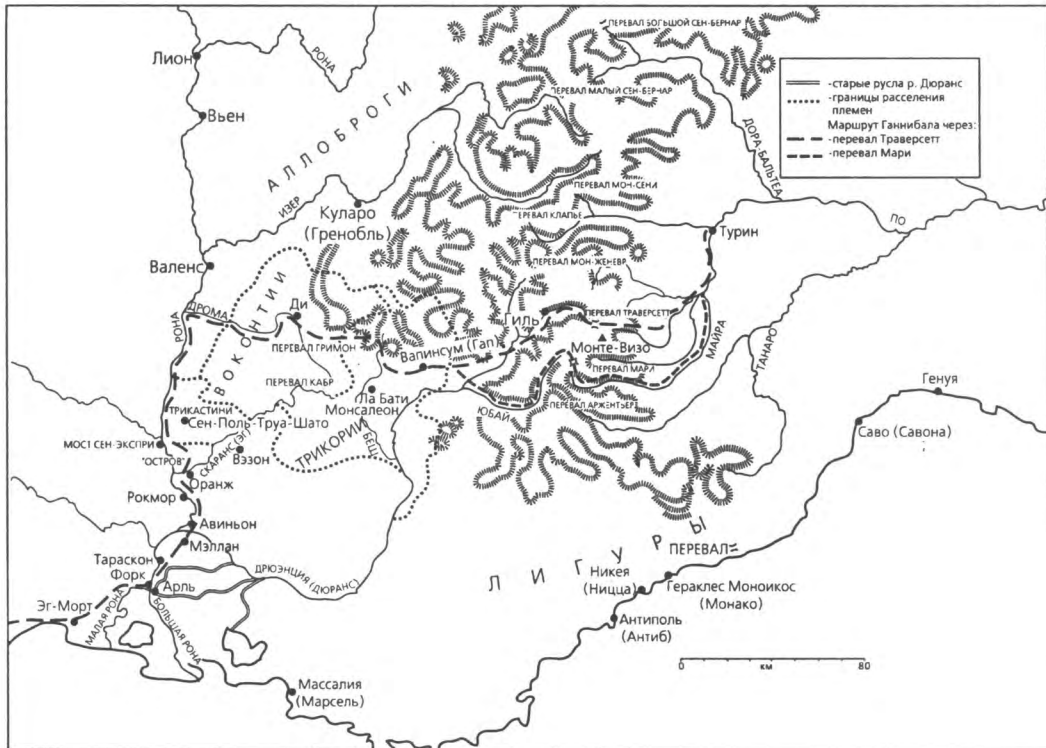 ПЕРЕВАЛ БОЛЬШОЙ СЕН-БЕРНАР
РОНА
Лион
Вьен
АЛЛОБРОГИ
ПЕРЕВАЛ МАЛЫЙ СЕН-БЕРНАР
ДОРА-БАЛЬТЕА
-старые русла р. Дюранс
-границы расселения
племен
Маршрут Ганнибала через:
-перевал Траверсетт
-перевал Мари
ИЗЕР
ПЕРЕВАЛ МОН-СЕНИ
Куларо
(Гренобль)
ПЕРЕВАЛ КЛАПЬЕ
ПО
Турин
Валенс
ПЕРЕВАЛ МОН-ЖЕНЕВР
ВОКОНТИИ
ДРОМА
Ди
РОНА
ПЕРЕВАЛ ГРИМОН
Гиль
ПЕРЕВАЛ ТРАВЕРСЕТТ
МАЙРА
ТАНАРО
Вапинсум (Гап)
Монте-Визо
ПЕРЕВАЛ МАРИ
ПЕРЕВАЛ КАБР
Ла Бати
Монсалеон
ЮБАЙ
ПЕРЕВАЛ АРЖЕНТЬЕР
Генуя
ТРИКАСТИНИ
Сен-Поль-Труа-Шато
ТРИКОРИИ
БЕЩ
Саво (Савона)
МОСТ СЕН-ЭКСПРИ
"ОСТРОВ"
СКАРАНС(ЭГ)
Вэзон
Оранж
Рокмор
Авиньон
Мэллан
Тараскон
Форк
Арль
ДРЮЭНЦИЯ (ДЮРАНС)
ЛИГУРЫ
ПЕРЕВАЛ=
Никея
(Ницца)
Гераклес Моноикос
(Монако)
Эг-Морт
МАЛАЯ РОНА
БОЛЬШАЯ РОНА
Антиполь
(Антиб)
0 км 80
Массалия
(Марсель)